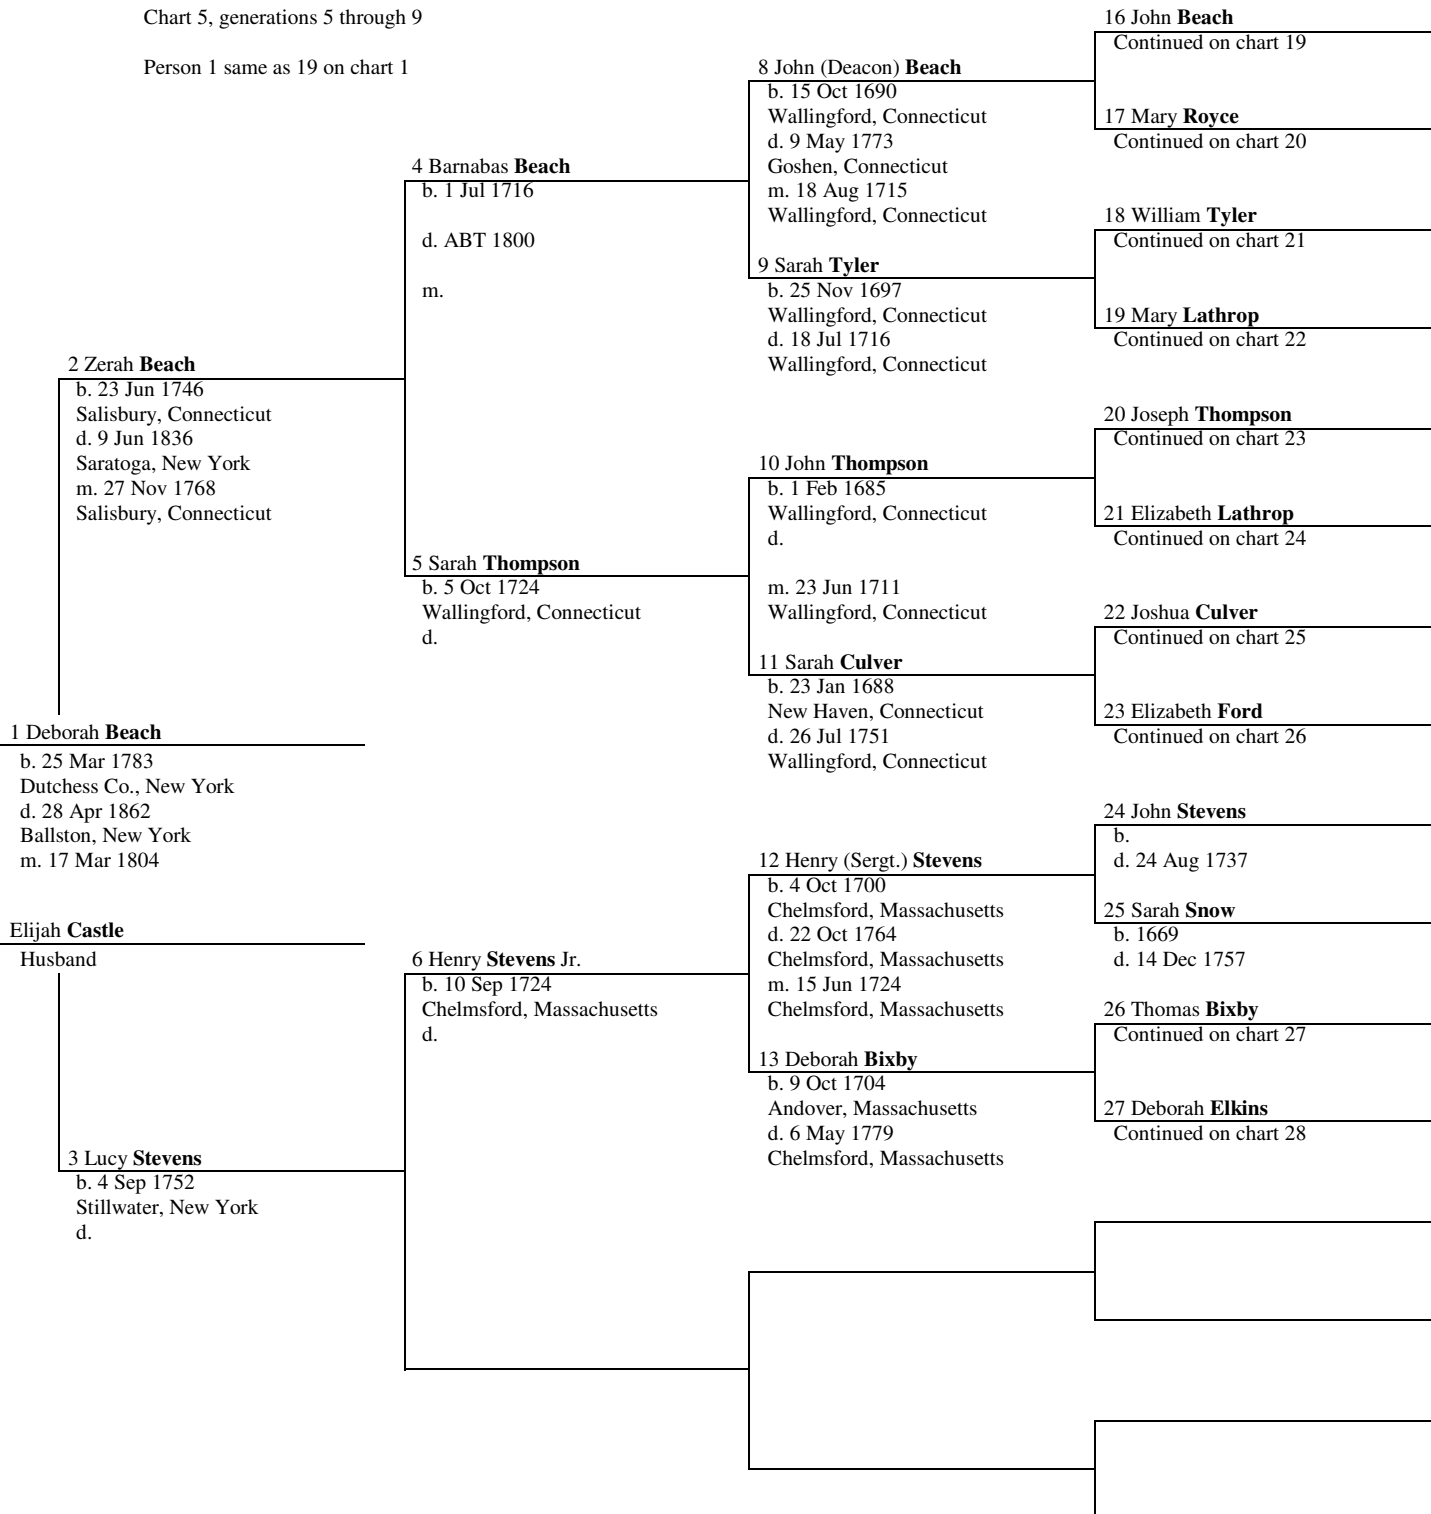 Chart 5, generations 5 through 9
Person 1 same as 19 on chart 1
1 Deborah Beach
b. 25 Mar 1783
Dutchess Co., New York
d. 28 Apr 1862
Ballston, New York
m. 17 Mar 1804
Elijah Castle
Husband
2 Zerah Beach
b. 23 Jun 1746
Salisbury, Connecticut
d. 9 Jun 1836
Saratoga, New York
m. 27 Nov 1768
Salisbury, Connecticut
3 Lucy Stevens
b. 4 Sep 1752
Stillwater, New York
d.
4 Barnabas Beach
b. 1 Jul 1716
d. ABT 1800
m.
5 Sarah Thompson
b. 5 Oct 1724
Wallingford, Connecticut
d.
6 Henry Stevens Jr.
b. 10 Sep 1724
Chelmsford, Massachusetts
d.
8 John (Deacon) Beach
b. 15 Oct 1690
Wallingford, Connecticut
d. 9 May 1773
Goshen, Connecticut
m. 18 Aug 1715
Wallingford, Connecticut
9 Sarah Tyler
b. 25 Nov 1697
Wallingford, Connecticut
d. 18 Jul 1716
Wallingford, Connecticut
10 John Thompson
b. 1 Feb 1685
Wallingford, Connecticut
d.
m. 23 Jun 1711
Wallingford, Connecticut
11 Sarah Culver
b. 23 Jan 1688
New Haven, Connecticut
d. 26 Jul 1751
Wallingford, Connecticut
12 Henry (Sergt.) Stevens
b. 4 Oct 1700
Chelmsford, Massachusetts
d. 22 Oct 1764
Chelmsford, Massachusetts
m. 15 Jun 1724
Chelmsford, Massachusetts
13 Deborah Bixby
b. 9 Oct 1704
Andover, Massachusetts
d. 6 May 1779
Chelmsford, Massachusetts
16 John Beach
Continued on chart 19
17 Mary Royce
Continued on chart 20
18 William Tyler
Continued on chart 21
19 Mary Lathrop
Continued on chart 22
20 Joseph Thompson
Continued on chart 23
21 Elizabeth Lathrop
Continued on chart 24
22 Joshua Culver
Continued on chart 25
23 Elizabeth Ford
Continued on chart 26
24 John Stevens
b.
d. 24 Aug 1737
25 Sarah Snow
b. 1669
d. 14 Dec 1757
26 Thomas Bixby
Continued on chart 27
27 Deborah Elkins
Continued on chart 28